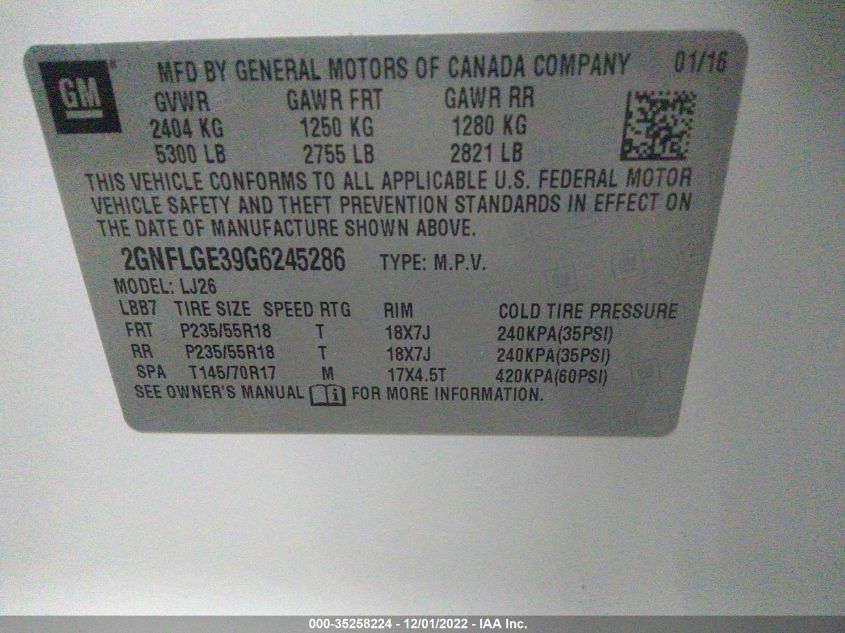 GM MFD BY GENERAL MOTORS OF CANADA COMPANY 01/16
GVWR GAWR FRT GAWR RR
2404 KG 1250 KG 1280 KG
5300 LB 2755 LB 2821 LB
THIS VEHICLE CONFORMS TO ALL APPLICABLE U.S. FEDERAL MOTOR
VEHICLE SAFETY AND THEFT PREVENTION STANDARDS IN EFFECT ON
THE DATE OF MANUFACTURE SHOWN ABOVE.
2GNFLGE39G6245286 TYPE: M.P.V.
MODEL: LJ26
LBB7 TIRE SIZE SPEED RTG RIM COLD TIRE PRESSURE
FRT P235/55R18 T 18X7J 240KPA(35PSI)
RR P235/55R18 T 18X7J 240KPA(35PSI)
SPA T145/70R17 M 17X4.5T 420KPA(60PSI)
SEE OWNER'S MANUAL i FOR MORE INFORMATION.
000-35258224 - 12/01/2022 - IAA Inc.